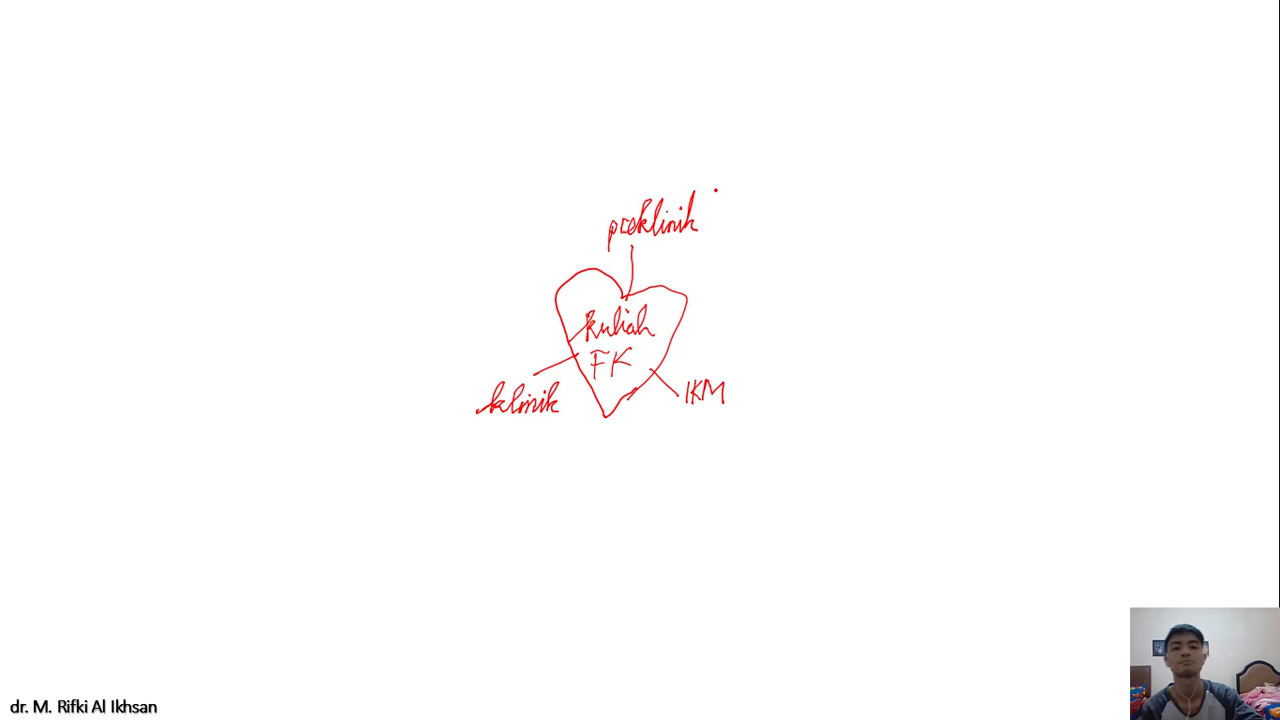 preklinik
kuliah
FK
klinik
IKM
dr. M. Rifki Al Ikhsan